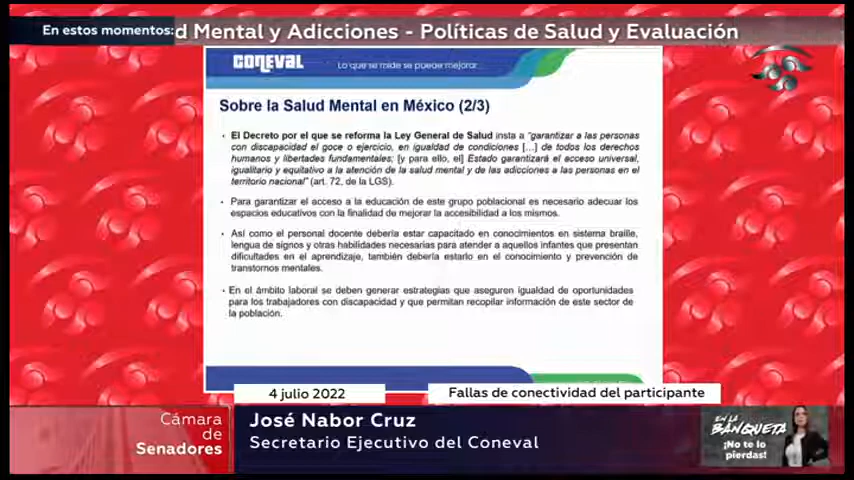 En estos momentos:
d Mental y Adicciones - Políticas de Salud y Evaluación
CONEVAL
Lo que se mide se puede mejorar
Sobre la Salud Mental en México (2/3)
• El Decreto por el que se reforma la Ley General de Salud insta a “garantizar a las personas
con discapacidad el goce o ejercicio, en igualdad de condiciones […] de todos los derechos
humanos y libertades fundamentales; [y para ello, el] Estado garantizará el acceso universal,
igualitario y equitativo a la atención de la salud mental y de las adicciones a las personas en el
territorio nacional” (art. 72, de la LGS).
• Para garantizar el acceso a la educación de este grupo poblacional es necesario adecuar los
espacios educativos con la finalidad de mejorar la accesibilidad a los mismos.
• Así como el personal docente debería estar capacitado en conocimientos en sistema braille,
lengua de signos y otras habilidades necesarias para atender a aquellos infantes que presentan
dificultades en el aprendizaje, también debería estarlo en el conocimiento y prevención de
transtornos mentales.
• En el ámbito laboral se deben generar estrategias que aseguren igualdad de oportunidades
para los trabajadores con discapacidad y que permitan recopilar información de este sector de
la población.
4 julio 2022
Fallas de conectividad del participante
Cámara
de
Senadores
José Nabor Cruz
Secretario Ejecutivo del Coneval
EN LA
BANQUETA
¡No te lo
pierdas!